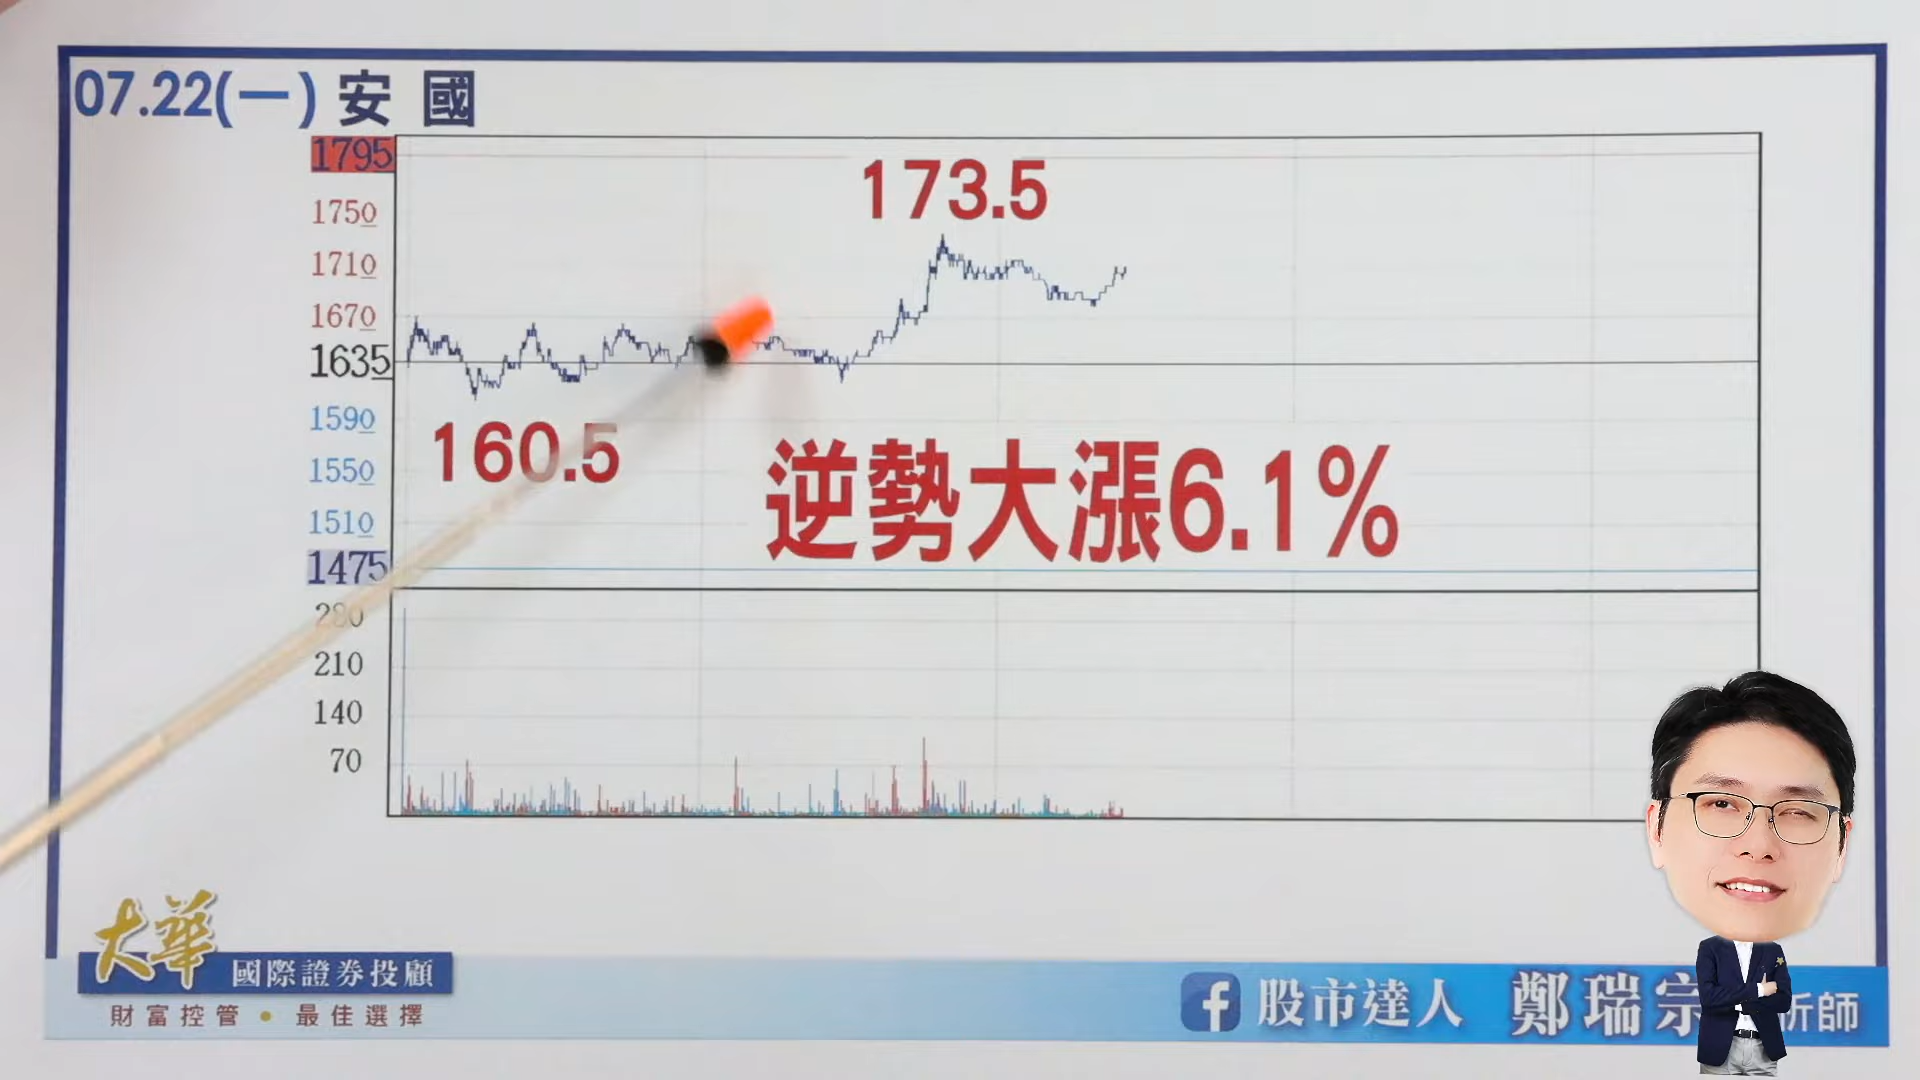 07.22(一) 安 國
1795
1750
1710
1670
1635
1590
1550
1510
1475
280
210
140
70
173.5
160.5
逆勢大漲6.1%
大華
國際證券投顧
財富控管 • 最佳選擇
f 股市達人 鄭瑞宗 析師